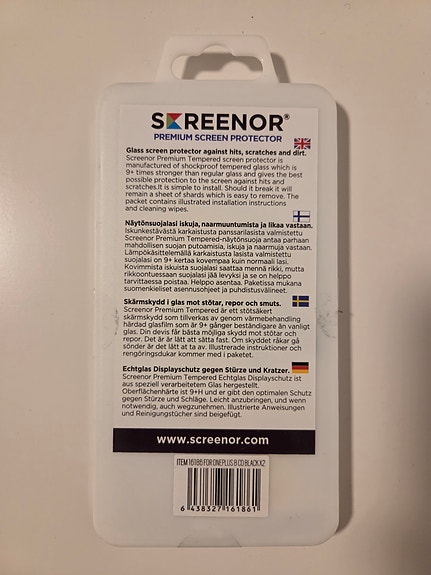 SCREENOR®
PREMIUM SCREEN PROTECTOR
Glass screen protector against hits, scratches and dirt.
Screenor Premium Tempered screen protector is
manufactured of shockproof tempered glass which is
9+ times stronger than regular glass and gives the best
possible protection to the screen against hits and
scratches.It is simple to install. Should it break it will
remain a sheet of shards which is easy to remove. The
packet contains illustrated installation instructions
and cleaning wipes.
Näytönsuojalasi iskuja, naarmuuntumista ja likaa vastaan.
Iskunkestävästä karkaistusta panssarilasista valmistettu
Screenor Premium Tempered-näytönsuoja antaa parhaan
mahdollisen suojan putoamisia, iskuja ja naarmuja vastaan.
Lämpökäsittelemällä karkaistusta lasista valmistettu
suojalasi on 9+ kertaa kovempaa kuin normaali lasi.
Kovimmista iskuista suojalasi saattaa mennä rikki, mutta
rikkoontuessaan suojalasi jää levyksi ja se on helppo
tarvittaessa poistaa. Helppo asentaa. Paketissa mukana
suomenkieliset asennusohjeet ja puhdistusvälineet.
Skärmskydd i glas mot stötar, repor och smuts.
Screenor Premium Tempered är ett stötsäkert
skärmskydd som tillverkas av genom värmebehandling
härdad glasfilm som är 9+ gånger beständigare än vanligt
glas. Din devis får bästa möjliga skydd mot stötar och
repor. Det är är lätt att sätta fast. Om skyddet råkar gå
sönder är det lätt at ta av. Illustrerade instruktioner och
rengöringsdukar kommer med i paketet.
Echtglas Displayschutz gegen Stürze und Kratzer.
Screenor Premium Tempered Echtglas Displayschutz ist
aus speziell verarbeitetem Glas hergestellt.
Oberflächenhärte ist 9+H und er gibt den optimalen Schutz
gegen Stürze und Schläge. Leicht anzubringen, und wenn
notwendig, auch wegzunehmen. Illustrierte Anweisungen
und Reinigungstücher sind beigefügt.
www.screenor.com
ITEM 16186 FOR ONEPLUS 8 CD BLACK X2
6 438327 161861